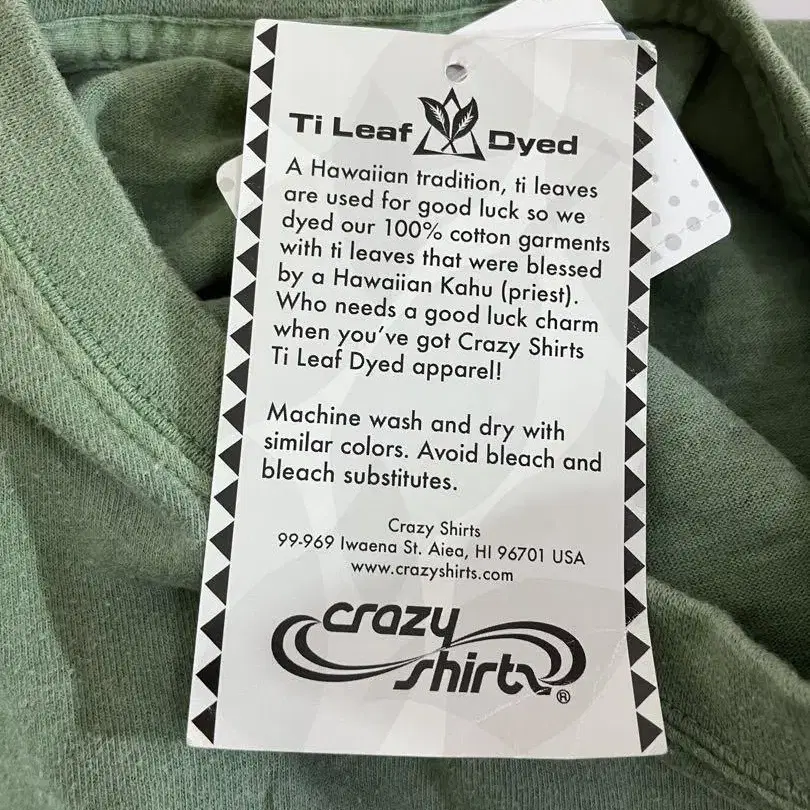 Ti Leaf Dyed
A Hawaiian tradition, ti leaves
are used for good luck so we
dyed our 100% cotton garments
with ti leaves that were blessed
by a Hawaiian Kahu (priest).
Who needs a good luck charm
when you've got Crazy Shirts
Ti Leaf Dyed apparel!
Machine wash and dry with
similar colors. Avoid bleach and
bleach substitutes.
Crazy Shirts
99-969 Iwaena St. Aiea, HI 96701 USA
www.crazyshirts.com
crazy
shirts®